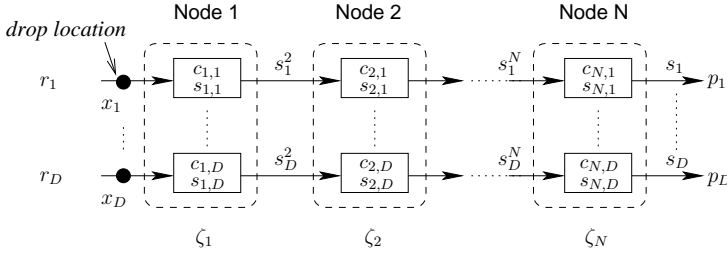 Node 1 Node 2 Node N
drop location
r_1 x_1 c_{1,1} s_{1,1} s_1^2 c_{2,1} s_{2,1} s_1^N c_{N,1} s_{N,1} s_1 p_1
r_D x_D c_{1,D} s_{1,D} s_D^2 c_{2,D} s_{2,D} s_D^N c_{N,D} s_{N,D} s_D p_D
ζ_1 ζ_2 ζ_N